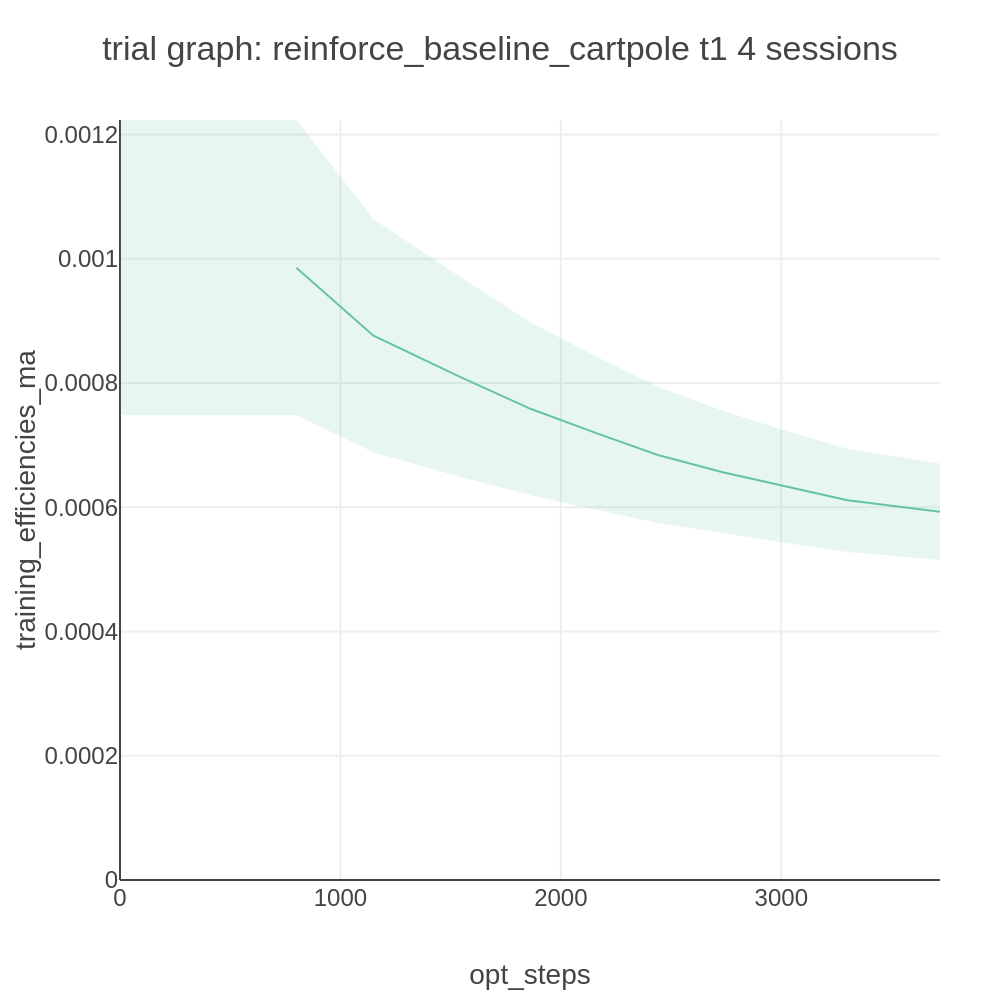 trial graph: reinforce_baseline_cartpole t1 4 sessions
training_efficiencies_ma
0.0012
0.001
0.0008
0.0006
0.0004
0.0002
0
0 1000 2000 3000
opt_steps